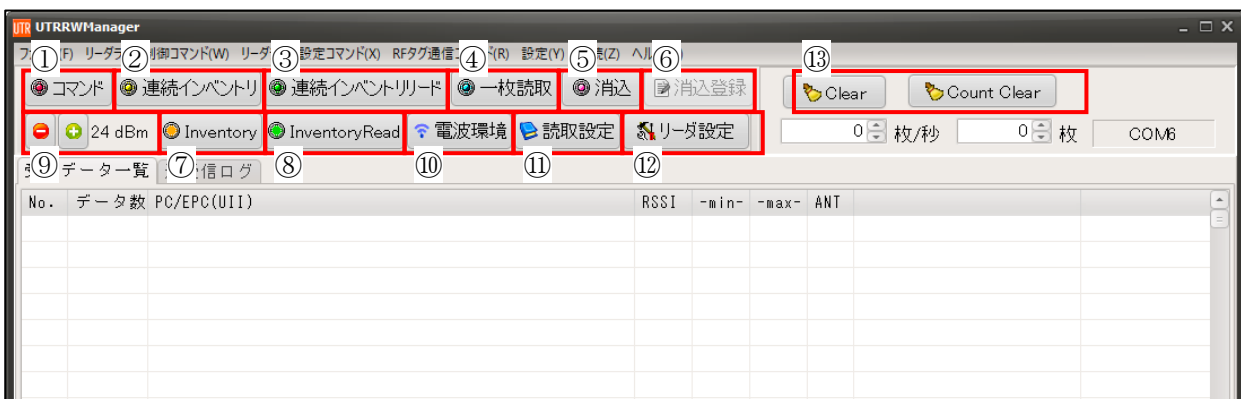 UTR UTRRWManager
(F) リーダラ 制御コマンド(W) リーダ 設定コマンド(X) RFタグ通信 (R) 設定(Y) (Z) ヘル
① ② ③ ④ ⑤ ⑥ ⑬
コマンド 連続インベントリ 連続インベントリリード 一枚読取 消込 消込登録 Clear Count Clear
24 dBm Inventory InventoryRead 電波環境 読取設定 リーダ設定 0 枚/秒 0 枚 COM6
⑨ ⑦ ⑧ ⑩ ⑪ ⑫
データ一覧 信ログ
No. データ数 PC/EPC(UII) RSSI -min- -max- ANT